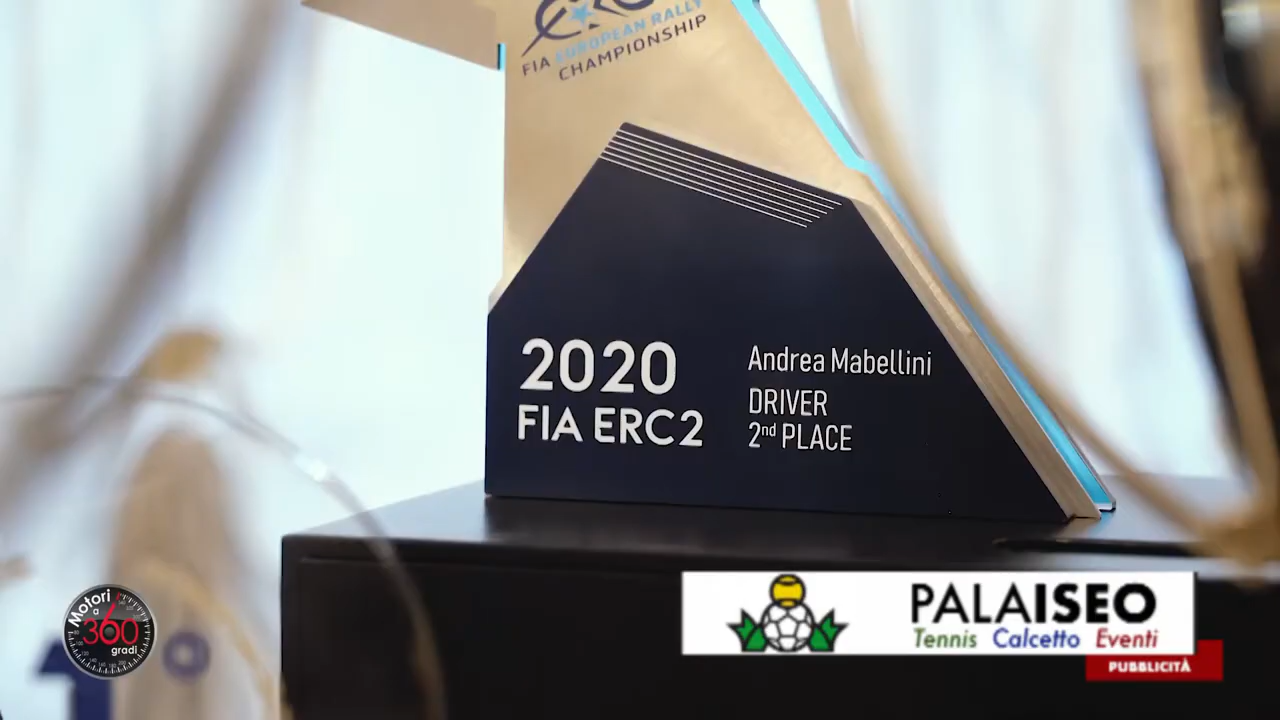 FIA EUROPEAN RALLY
CHAMPIONSHIP
2020
FIA ERC2
Andrea Mabellini
DRIVER
2nd PLACE
Motori
a
360
gradi
1°
PALAISEO
Tennis Calcetto Eventi
PUBBLICITÀ